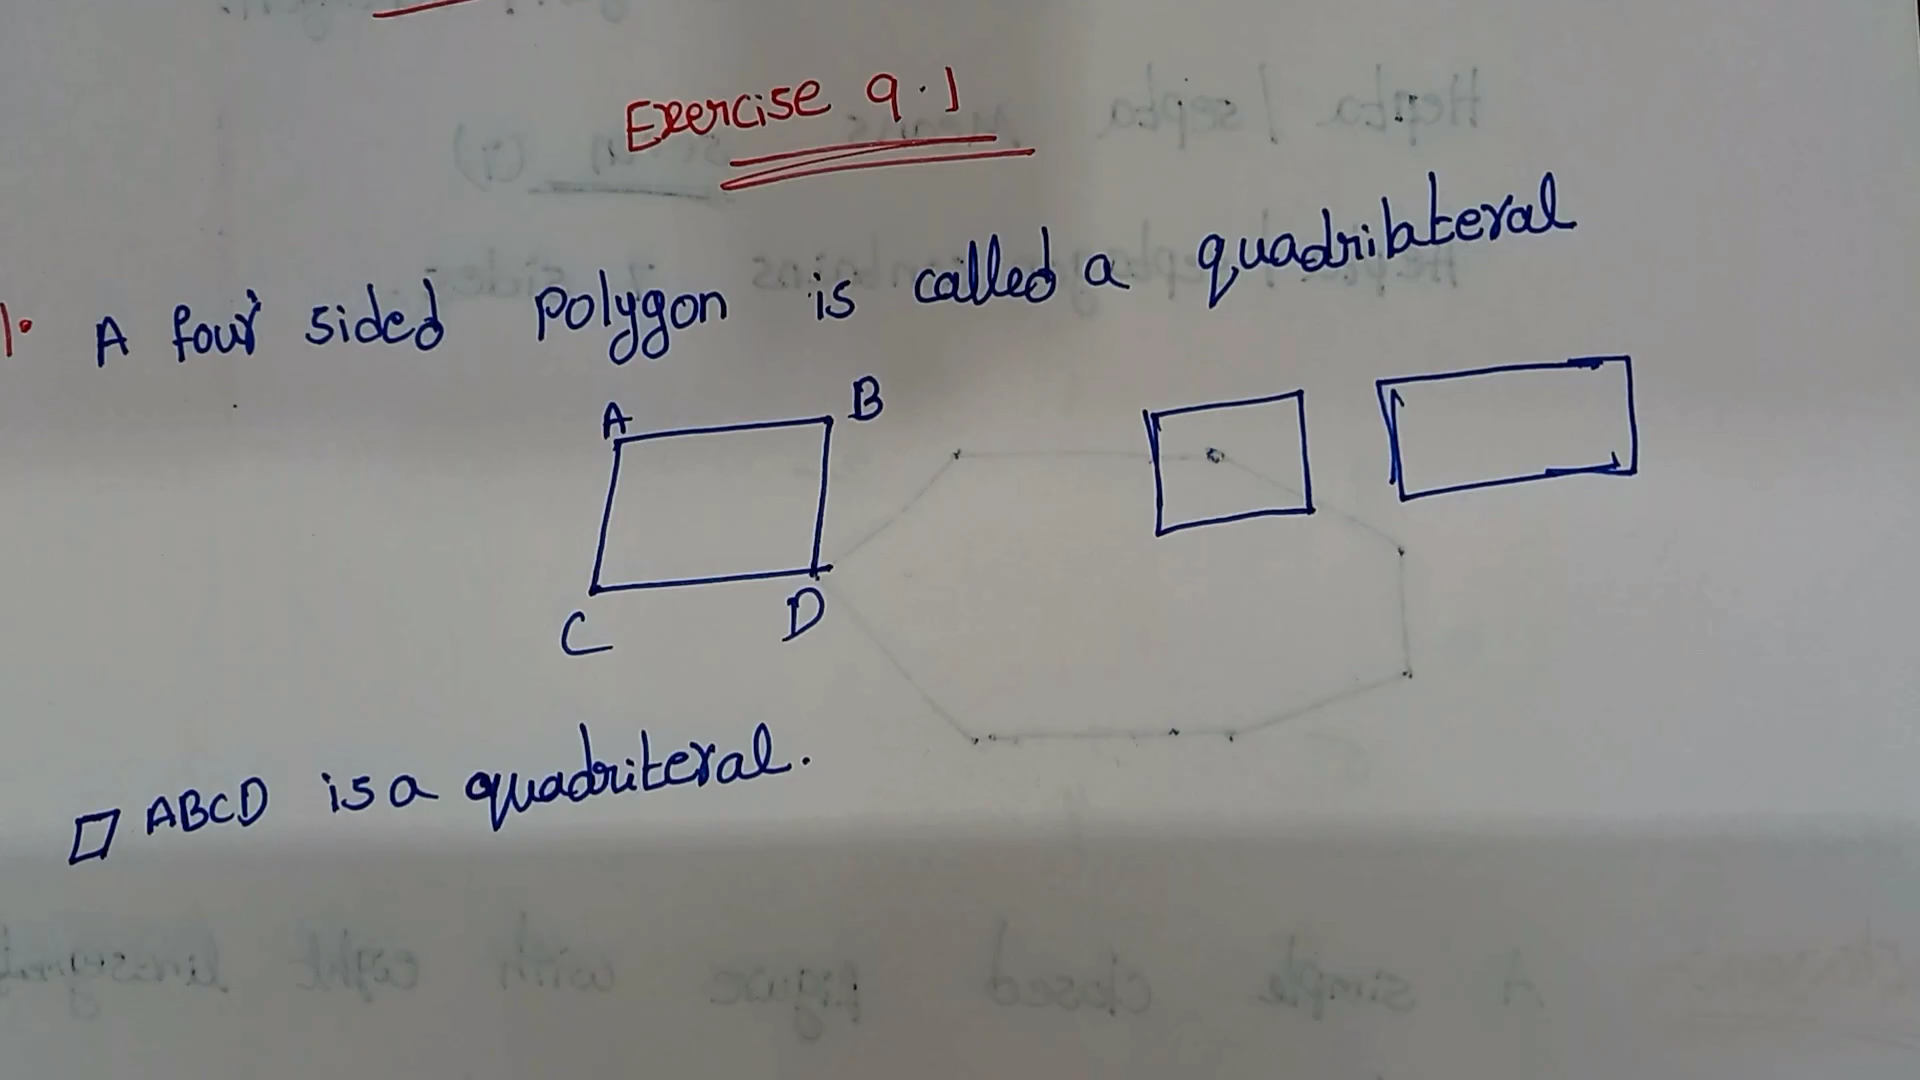 Exercise 9.1
1. A four sided polygon is called a quadrilateral
A B
C D
ABCD is a quadriteral.